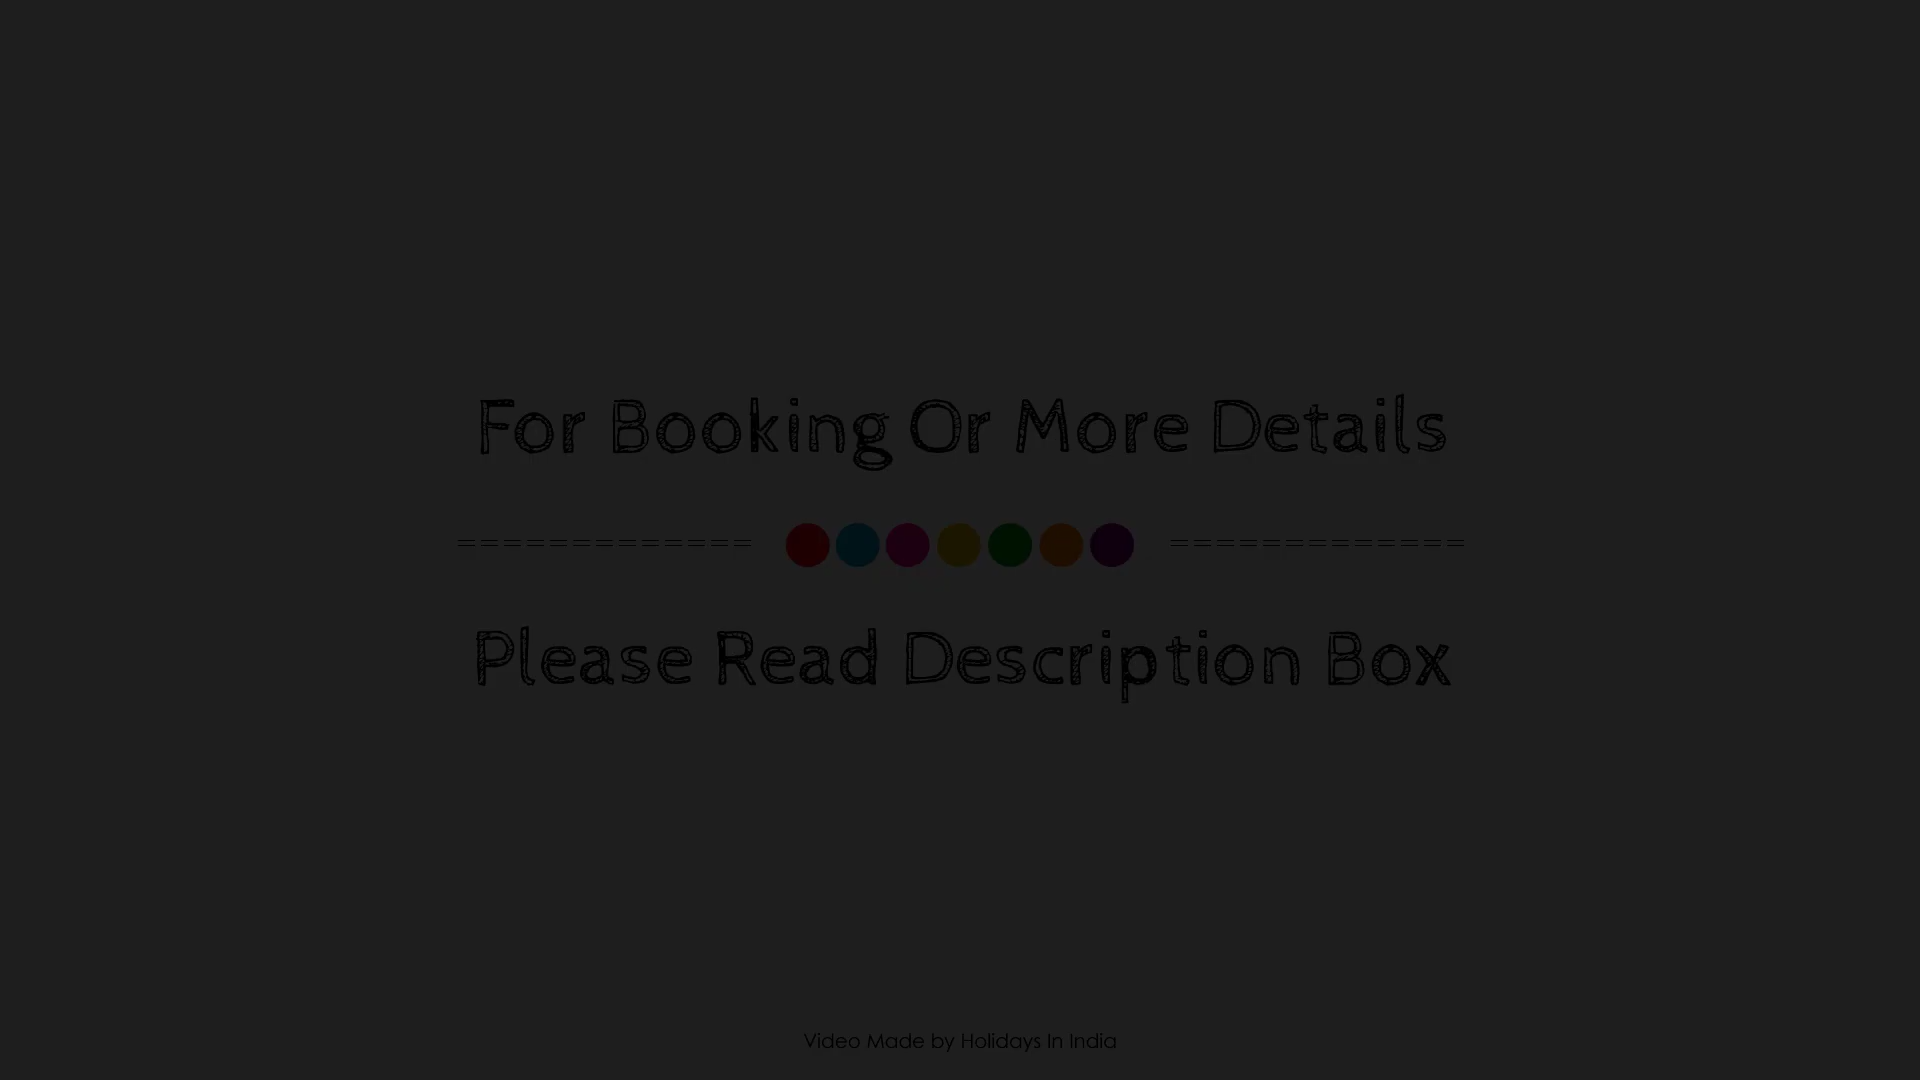 For Booking Or More Details
============= =============
Please Read Description Box
Video Made by Holidays In India